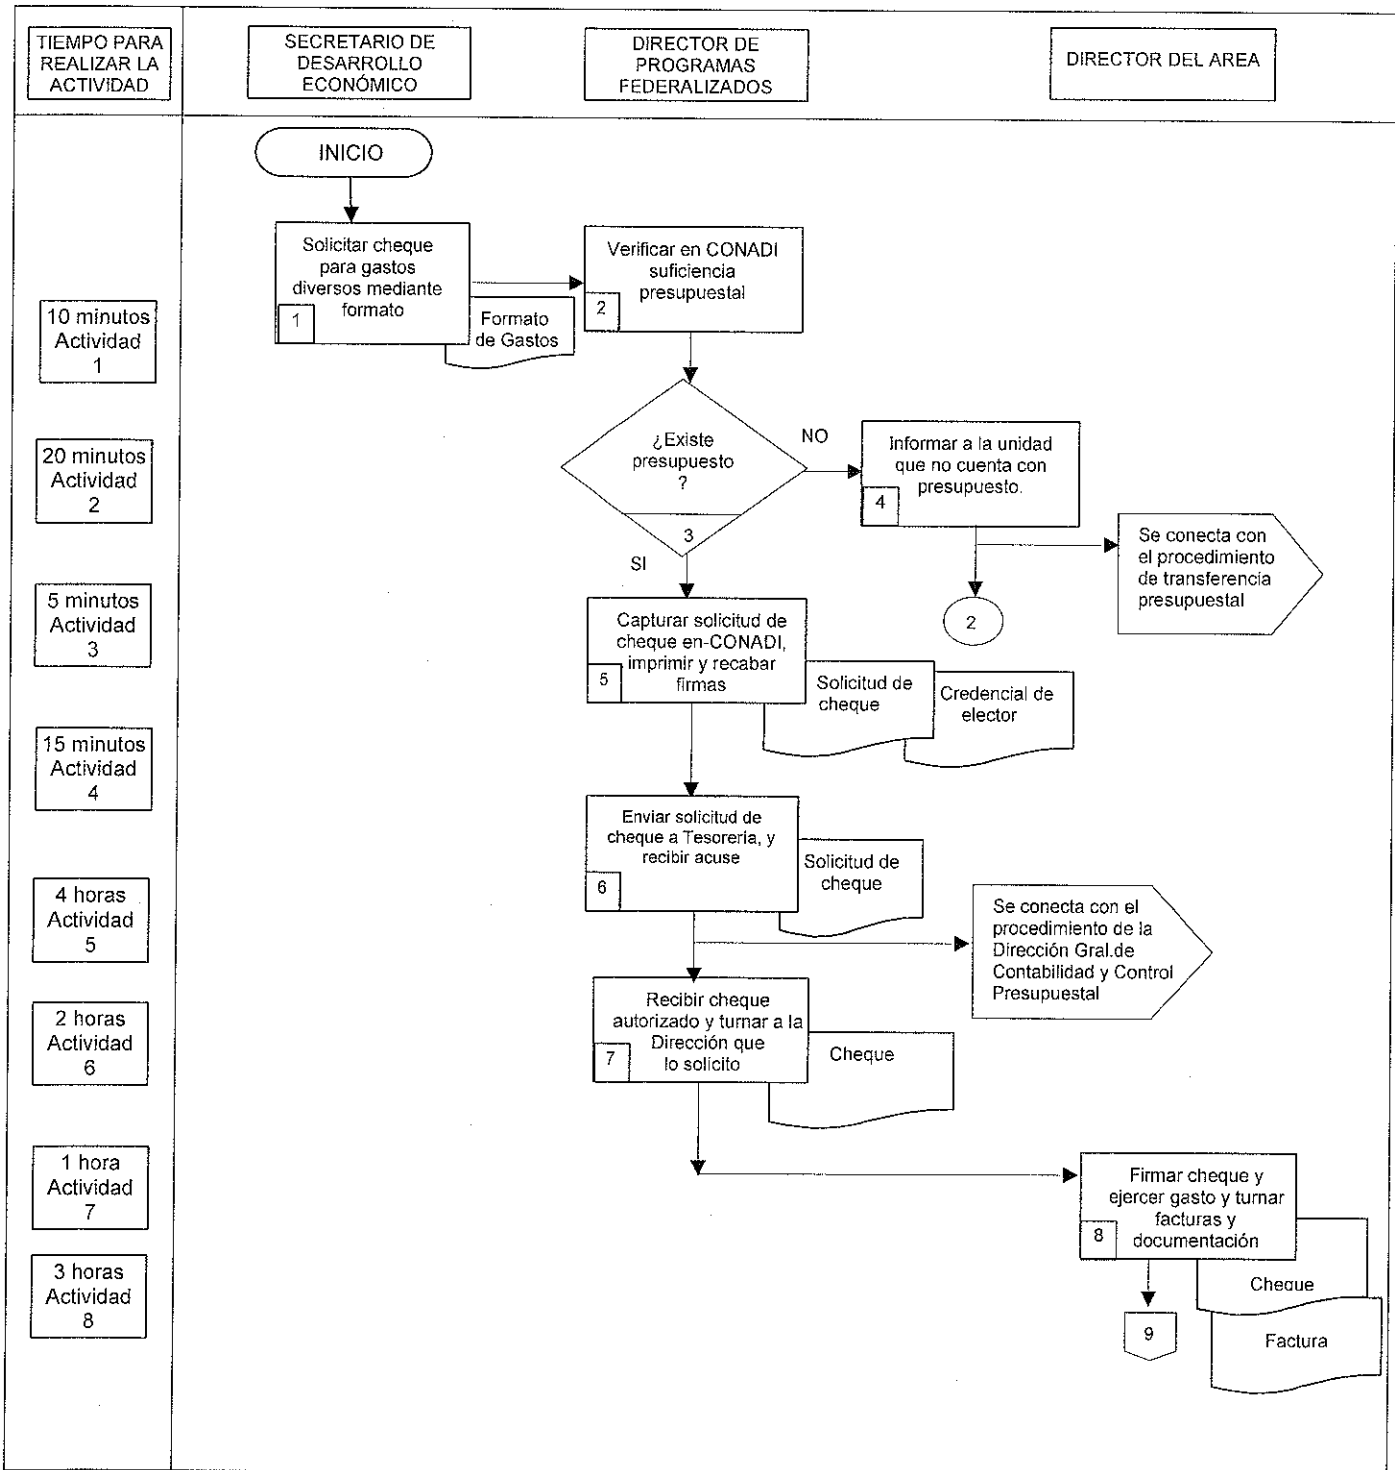 TIEMPO PARA
REALIZAR LA
ACTIVIDAD
SECRETARIO DE
DESARROLLO
ECONÓMICO
DIRECTOR DE
PROGRAMAS
FEDERALIZADOS
DIRECTOR DEL AREA
INICIO
Solicitar cheque
para gastos
diversos mediante
formato
1
Formato
de Gastos
Verificar en CONADI
suficiencia
presupuestal
2
10 minutos
Actividad
1
¿Existe
presupuesto
?
3
NO
SI
Informar a la unidad
que no cuenta con
presupuesto.
4
20 minutos
Actividad
2
Se conecta con
el procedimiento
de transferencia
presupuestal
2
5 minutos
Actividad
3
Capturar solicitud de
cheque en-CONADI,
imprimir y recabar
firmas
5
Solicitud de
cheque
Credencial de
elector
15 minutos
Actividad
4
Enviar solicitud de
cheque a Tesoreria, y
recibir acuse
6
Solicitud de
cheque
4 horas
Actividad
5
Se conecta con el
procedimiento de la
Dirección Gral.de
Contabilidad y Control
Presupuestal
Recibir cheque
autorizado y turnar a la
Dirección que
lo solicito
7
Cheque
2 horas
Actividad
6
1 hora
Actividad
7
Firmar cheque y
ejercer gasto y turnar
facturas y
documentación
8
Cheque
Factura
3 horas
Actividad
8
9